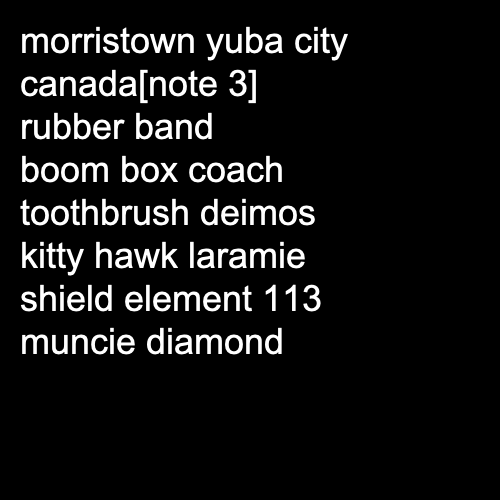 morristown yuba city
canada[note 3]
rubber band
boom box coach
toothbrush deimos
kitty hawk laramie
shield element 113
muncie diamond